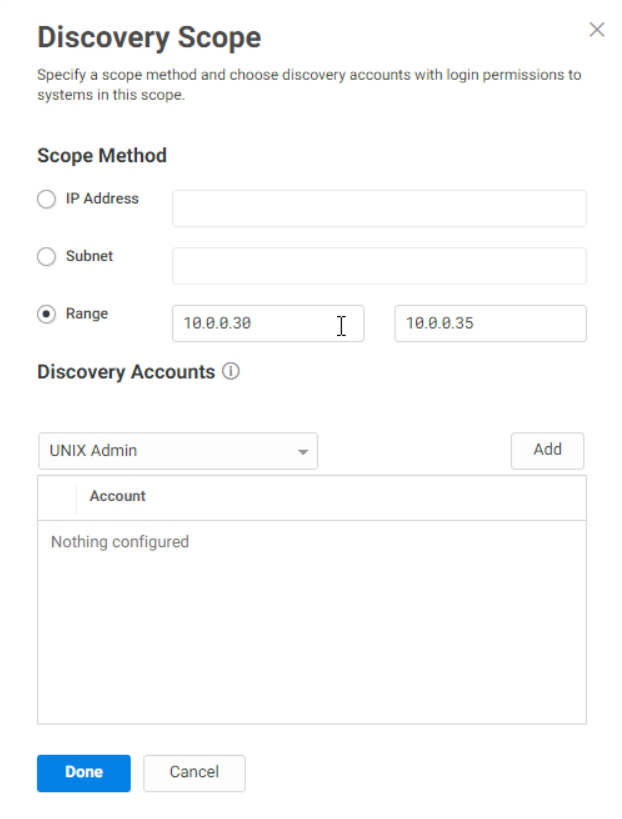 Discovery Scope
Specify a scope method and choose discovery accounts with login permissions to
systems in this scope.
Scope Method
IP Address
Subnet
Range
10.0.0.30
10.0.0.35
Discovery Accounts
UNIX Admin
Add
Account
Nothing configured
Done
Cancel